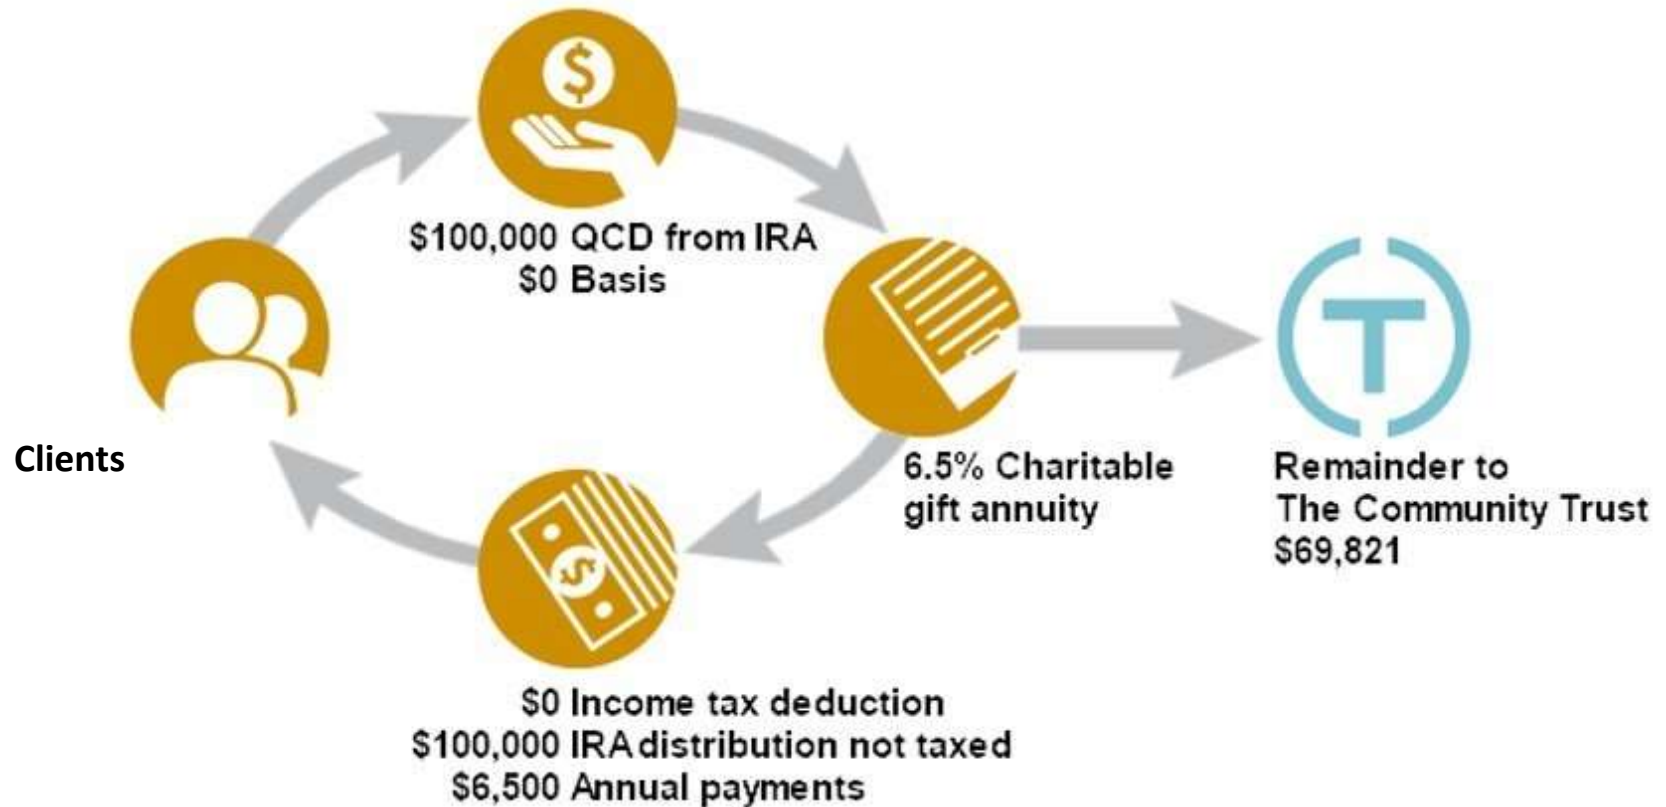 $100,000 QCD from IRA
$0 Basis
Clients
6.5% Charitable
gift annuity
Remainder to
The Community Trust
$69,821
$0 Income tax deduction
$100,000 IRA distribution not taxed
$6,500 Annual payments
$
T
$